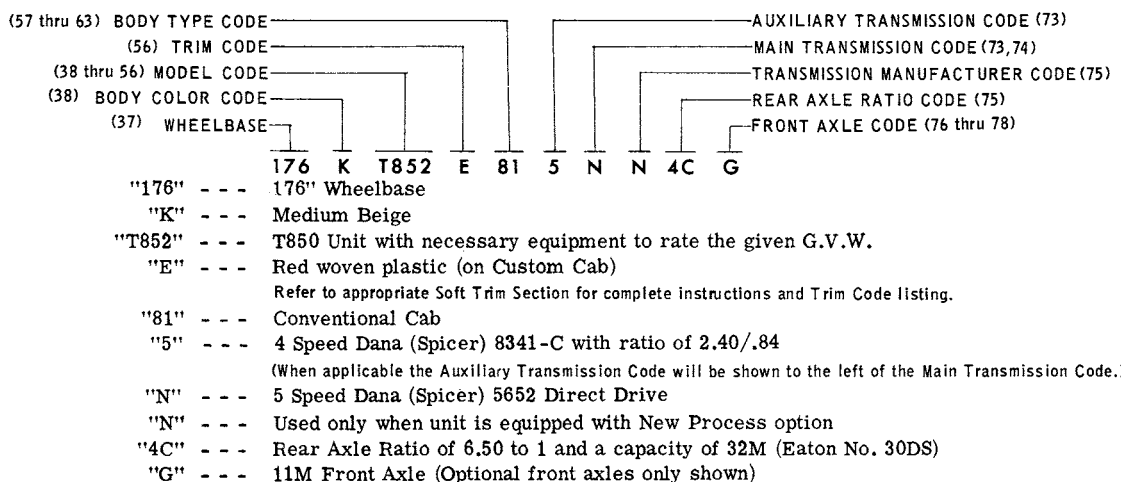 (57 thru 63) BODY TYPE CODE AUXILIARY TRANSMISSION CODE (73)
(56) TRIM CODE MAIN TRANSMISSION CODE (73,74)
(38 thru 56) MODEL CODE TRANSMISSION MANUFACTURER CODE (75)
(38) BODY COLOR CODE REAR AXLE RATIO CODE (75)
(37) WHEELBASE FRONT AXLE CODE (76 thru 78)
176 K T852 E 81 5 N N 4C G
"176" - - - 176" Wheelbase
"K" - - - Medium Beige
"T852" - - - T850 Unit with necessary equipment to rate the given G.V.W.
"E" - - - Red woven plastic (on Custom Cab)
Refer to appropriate Soft Trim Section for complete instructions and Trim Code listing.
"81" - - - Conventional Cab
"5" - - - 4 Speed Dana (Spicer) 8341-C with ratio of 2.40/.84
(When applicable the Auxiliary Transmission Code will be shown to the left of the Main Transmission Code.)
"N" - - - 5 Speed Dana (Spicer) 5652 Direct Drive
"N" - - - Used only when unit is equipped with New Process option
"4C" - - - Rear Axle Ratio of 6.50 to 1 and a capacity of 32M (Eaton No. 30DS)
"G" - - - 11M Front Axle (Optional front axles only shown)